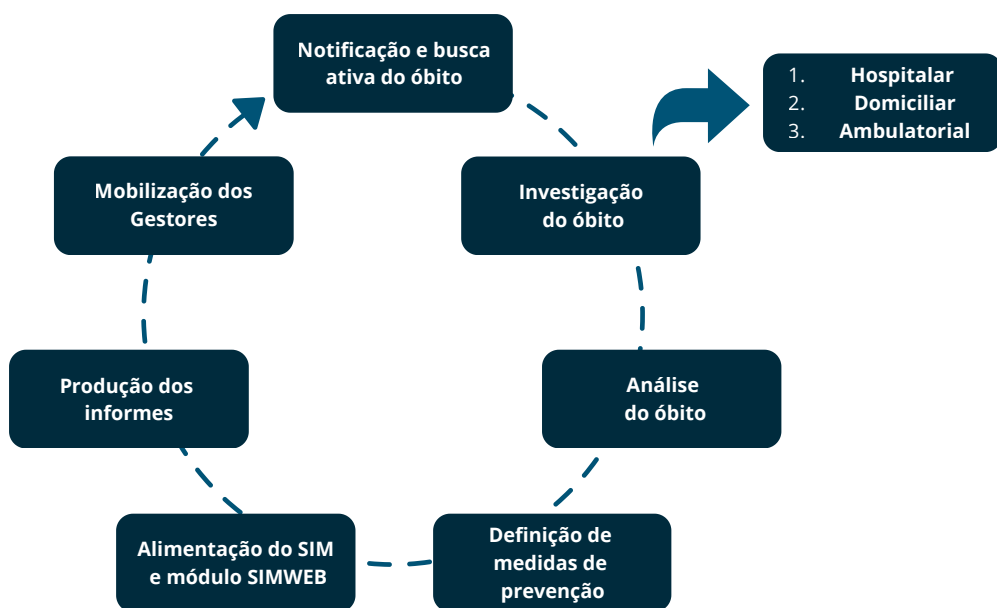 Notificação e busca
ativa do óbito
1. Hospitalar
2. Domiciliar
3. Ambulatorial
Investigação
do óbito
Análise
do óbito
Definição de
medidas de
prevenção
Alimentação do SIM
e módulo SIMWEB
Produção dos
informes
Mobilização dos
Gestores